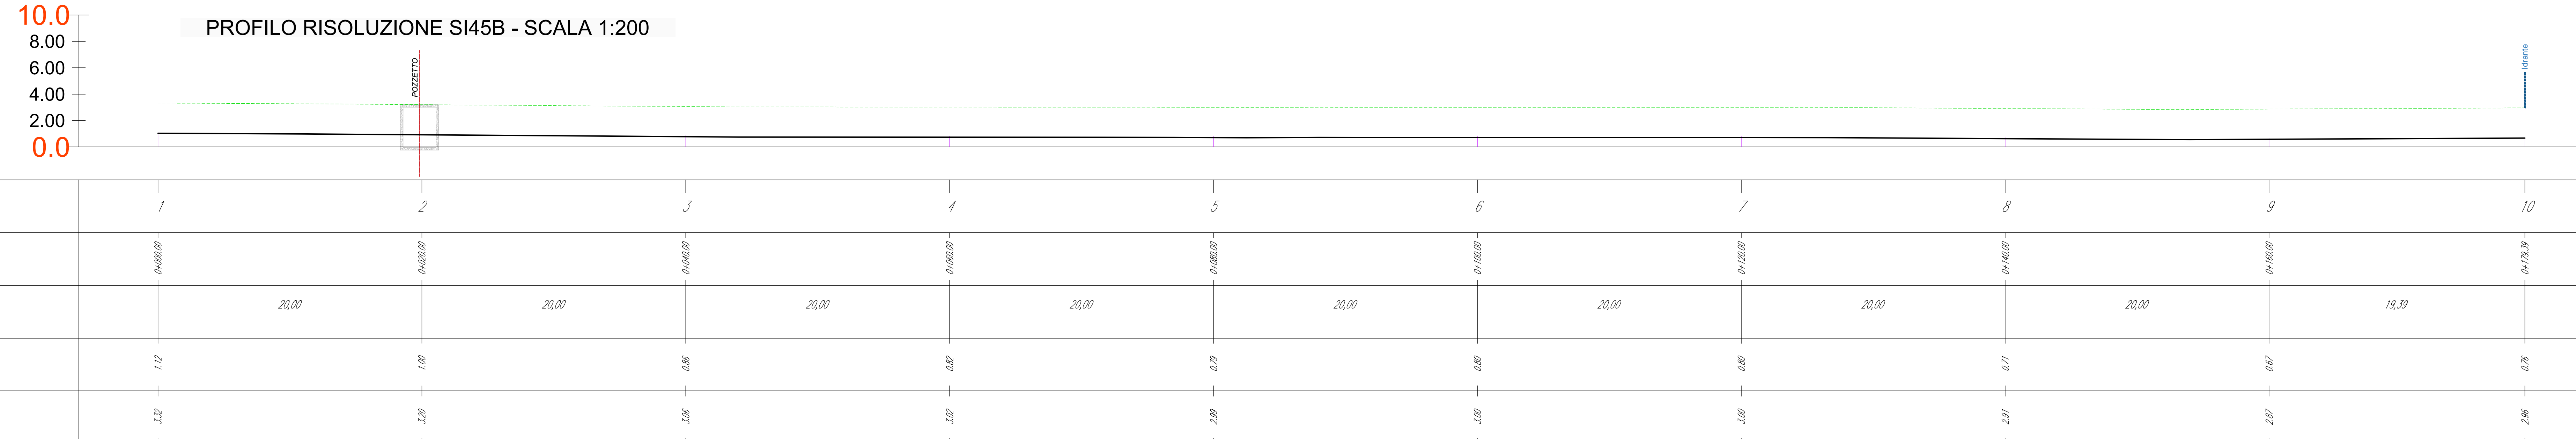 10.0
PROFILO RISOLUZIONE SI45B - SCALA 1:200
8.00
6.00
4.00
2.00
0.0
POZZETTO
Idrante
1 2 3 4 5 6 7 8 9 10
0+000.00 0+020.00 0+040.00 0+060.00 0+080.00 0+100.00 0+120.00 0+140.00 0+160.00 0+179.39
20,00 20,00 20,00 20,00 20,00 20,00 20,00 20,00 19,39
1.12 1.00 0.86 0.82 0.79 0.80 0.80 0.71 0.67 0.76
3.32 3.20 3.06 3.02 2.99 3.00 3.00 2.91 2.87 2.96